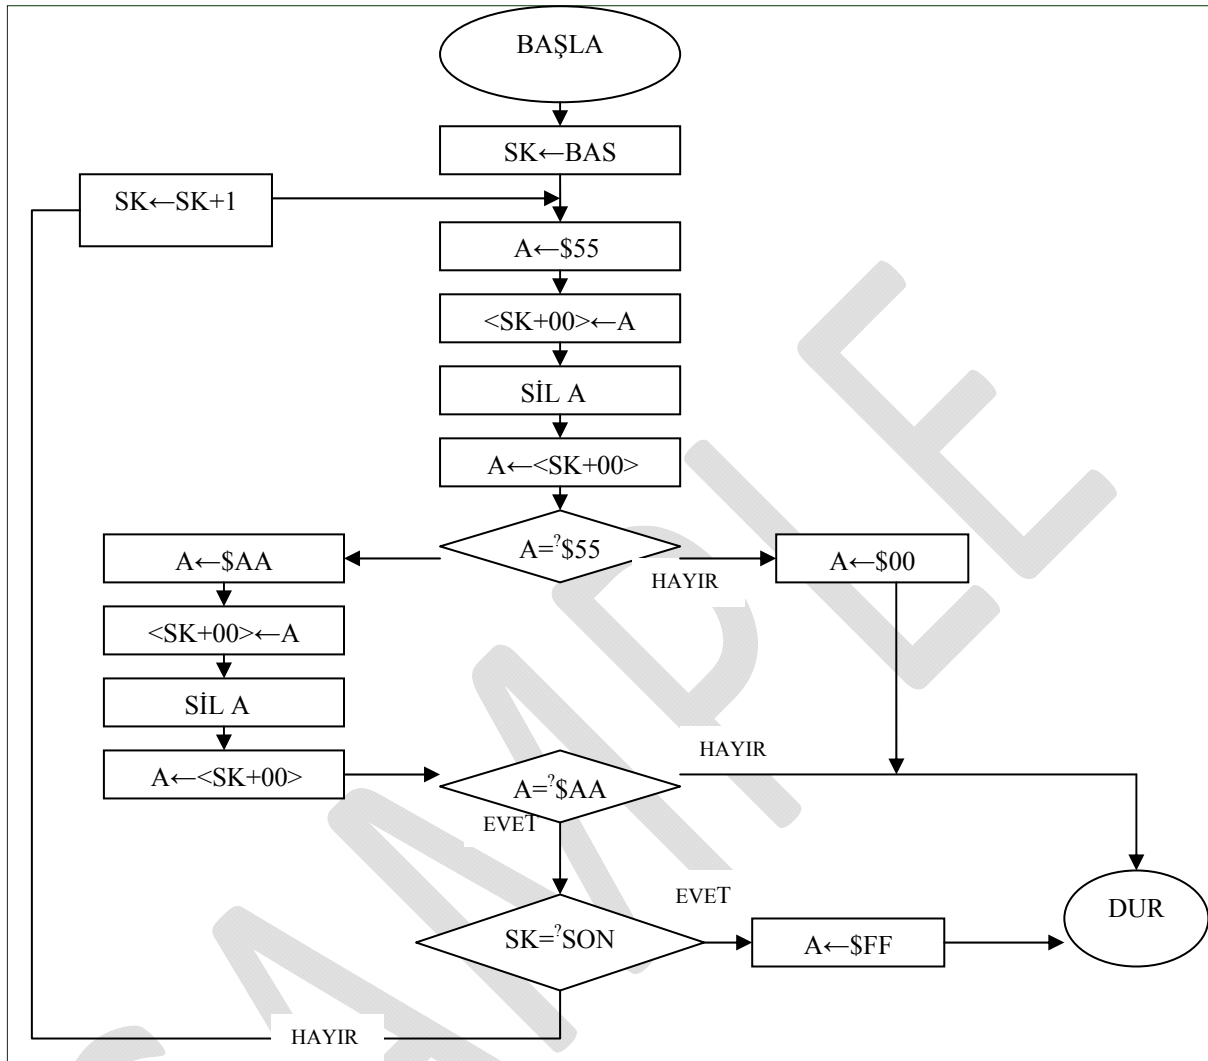 BAŞLA
SK←BAS
SK←SK+1
A←$55
<SK+00>←A
SİL A
A←<SK+00>
A=?$55
HAYIR
A←$00
A←$AA
<SK+00>←A
SİL A
A←<SK+00>
A=?$AA
HAYIR
EVET
SK=?SON
EVET
A←$FF
DUR
HAYIR
SAMPLE